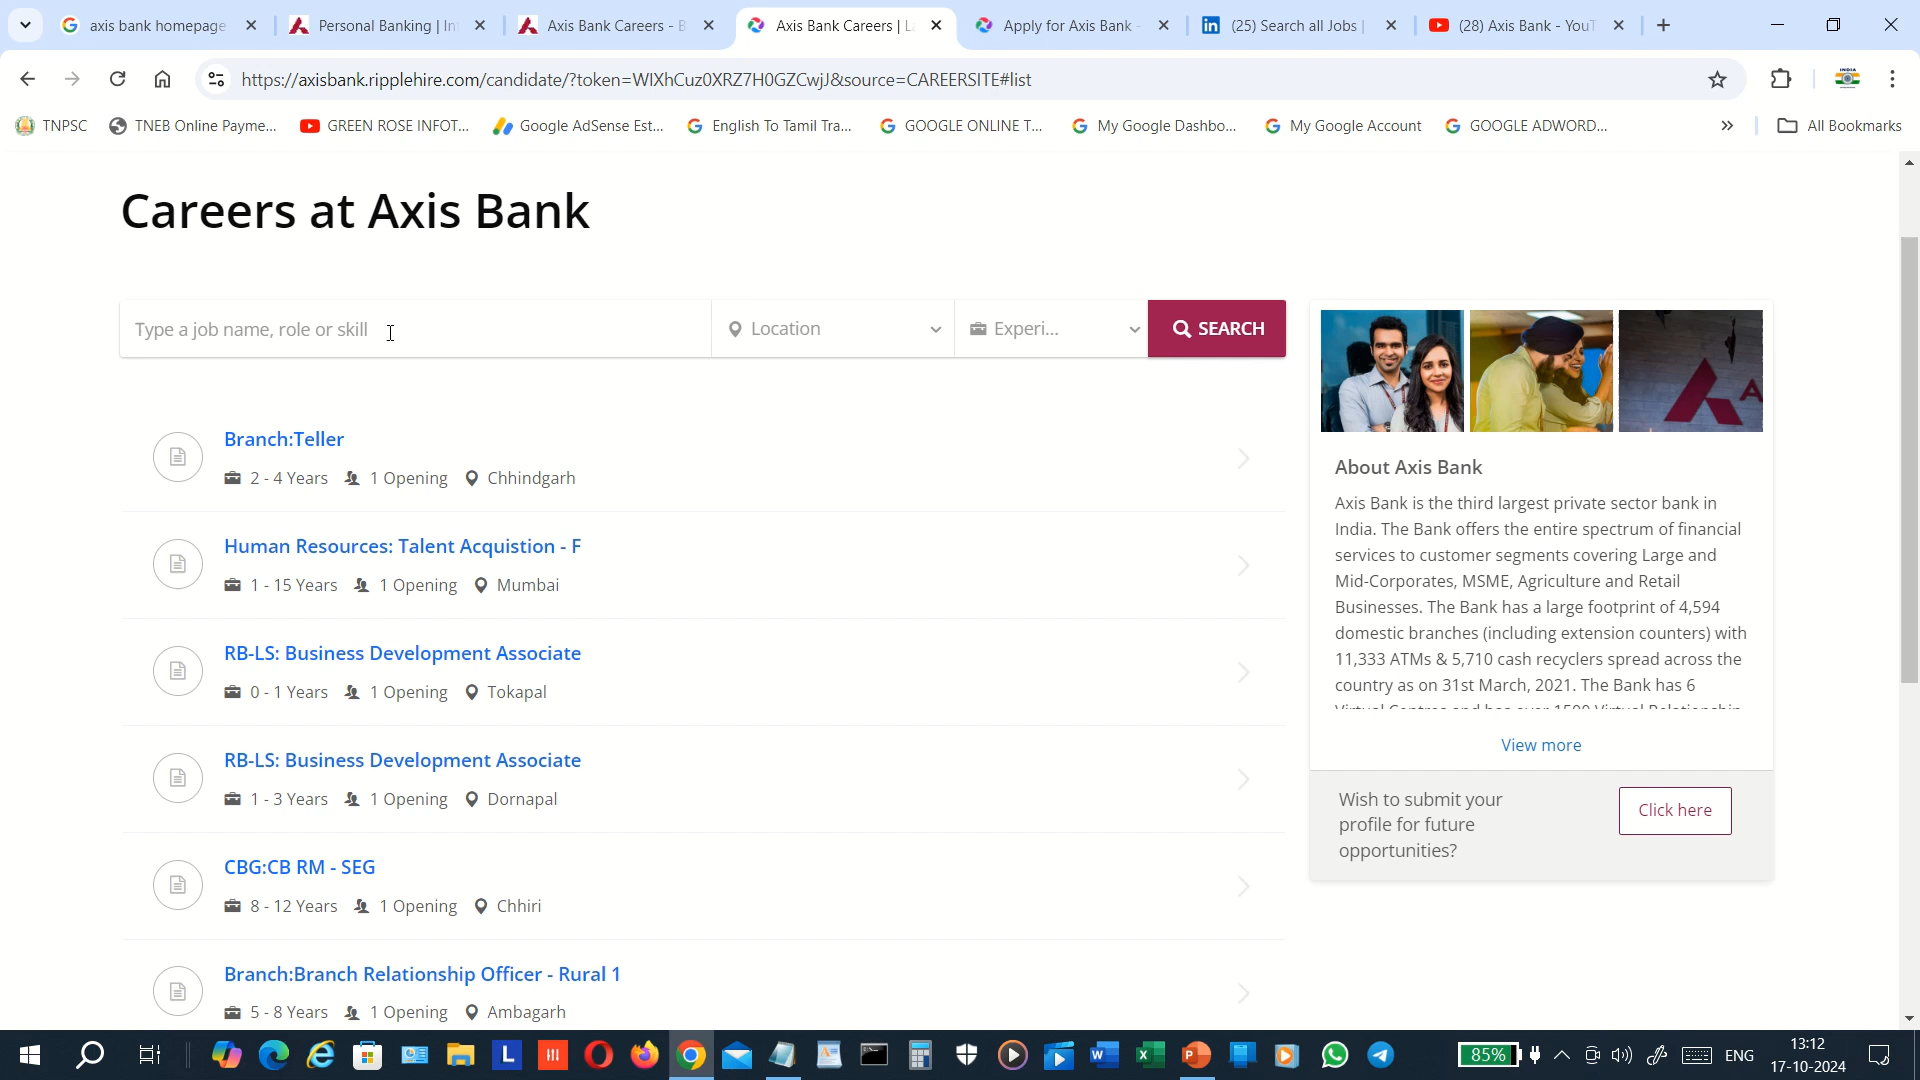 axis bank homepage
Personal Banking | In
Axis Bank Careers - B
Axis Bank Careers | L
Apply for Axis Bank -
(25) Search all Jobs |
(28) Axis Bank - YouT
https://axisbank.ripplehire.com/candidate/?token=WIXhCuz0XRZ7H0GZCwjJ&source=CAREERSITE#list
TNPSC
TNEB Online Payme...
GREEN ROSE INFOT...
Google AdSense Est...
English To Tamil Tra...
GOOGLE ONLINE T...
My Google Dashbo...
My Google Account
GOOGLE ADWORD...
All Bookmarks
Careers at Axis Bank
Type a job name, role or skill
Location
Experi...
SEARCH
Branch:Teller
2 - 4 Years 1 Opening Chhindgarh
Human Resources: Talent Acquistion - F
1 - 15 Years 1 Opening Mumbai
RB-LS: Business Development Associate
0 - 1 Years 1 Opening Tokapal
RB-LS: Business Development Associate
1 - 3 Years 1 Opening Dornapal
CBG:CB RM - SEG
8 - 12 Years 1 Opening Chhiri
Branch:Branch Relationship Officer - Rural 1
5 - 8 Years 1 Opening Ambagarh
About Axis Bank
Axis Bank is the third largest private sector bank in
India. The Bank offers the entire spectrum of financial
services to customer segments covering Large and
Mid-Corporates, MSME, Agriculture and Retail
Businesses. The Bank has a large footprint of 4,594
domestic branches (including extension counters) with
11,333 ATMs & 5,710 cash recyclers spread across the
country as on 31st March, 2021. The Bank has 6
Virtual Centres and has over 1500 Virtual Relationship
View more
Wish to submit your
profile for future
opportunities?
Click here
85%
ENG
13:12
17-10-2024